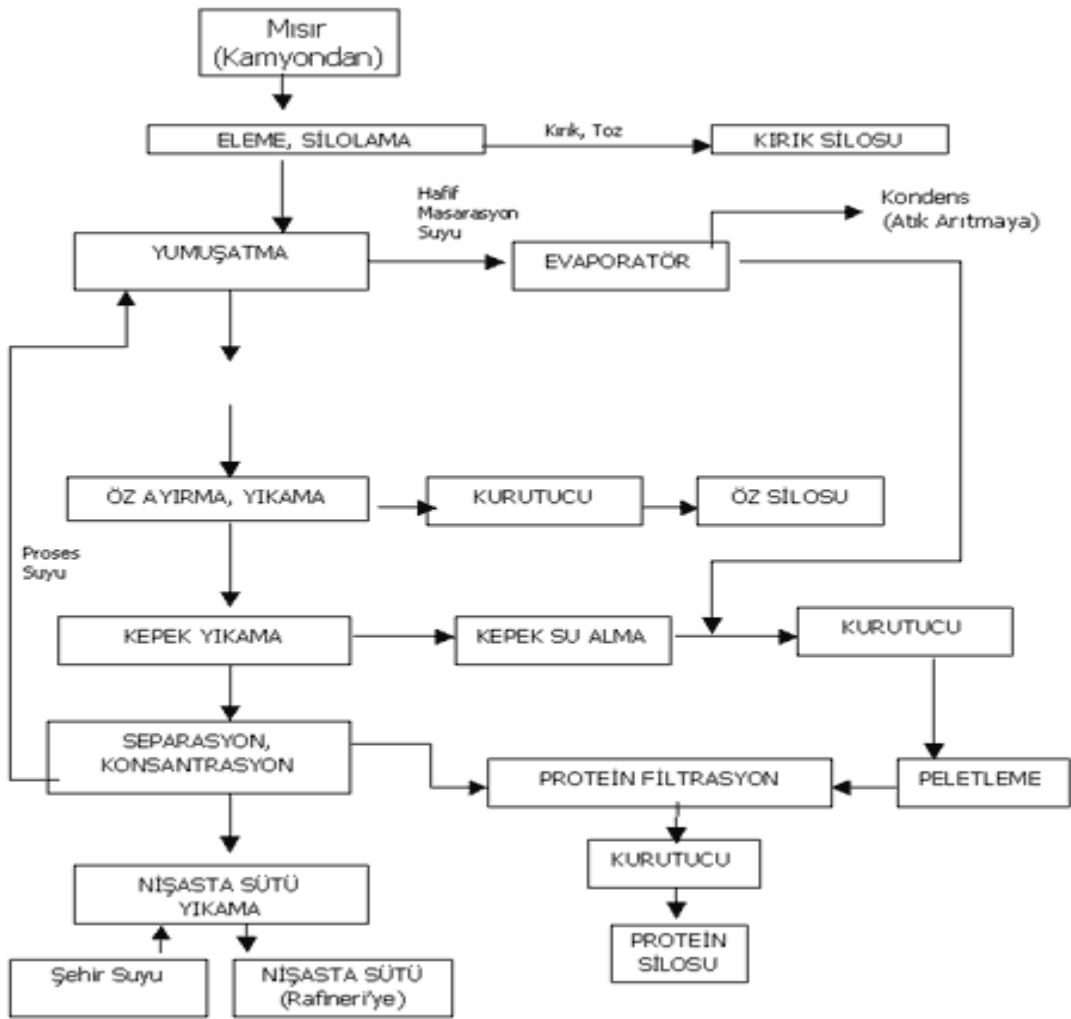 Mısır
(Kamyondan)
ELEME, SİLOLAMA
Kırık, Toz
KIRIK SİLOSU
Hafif
Masarasyon
Suyu
Kondens
(Atık Arıtmaya)
YUMUŞATMA
EVAPORATÖR
ÖZ AYIRMA, YIKAMA
KURUTUCU
ÖZ SİLOSU
Proses
Suyu
KEPEK YIKAMA
KEPEK SU ALMA
KURUTUCU
SEPARASYON,
KONSANTRASYON
PROTEİN FİLTRASYON
PELETLEME
KURUTUCU
NİŞASTA SÜTÜ
YIKAMA
PROTEİN
SİLOSU
Şehir Suyu
NİŞASTA SÜTÜ
(Rafineri'ye)